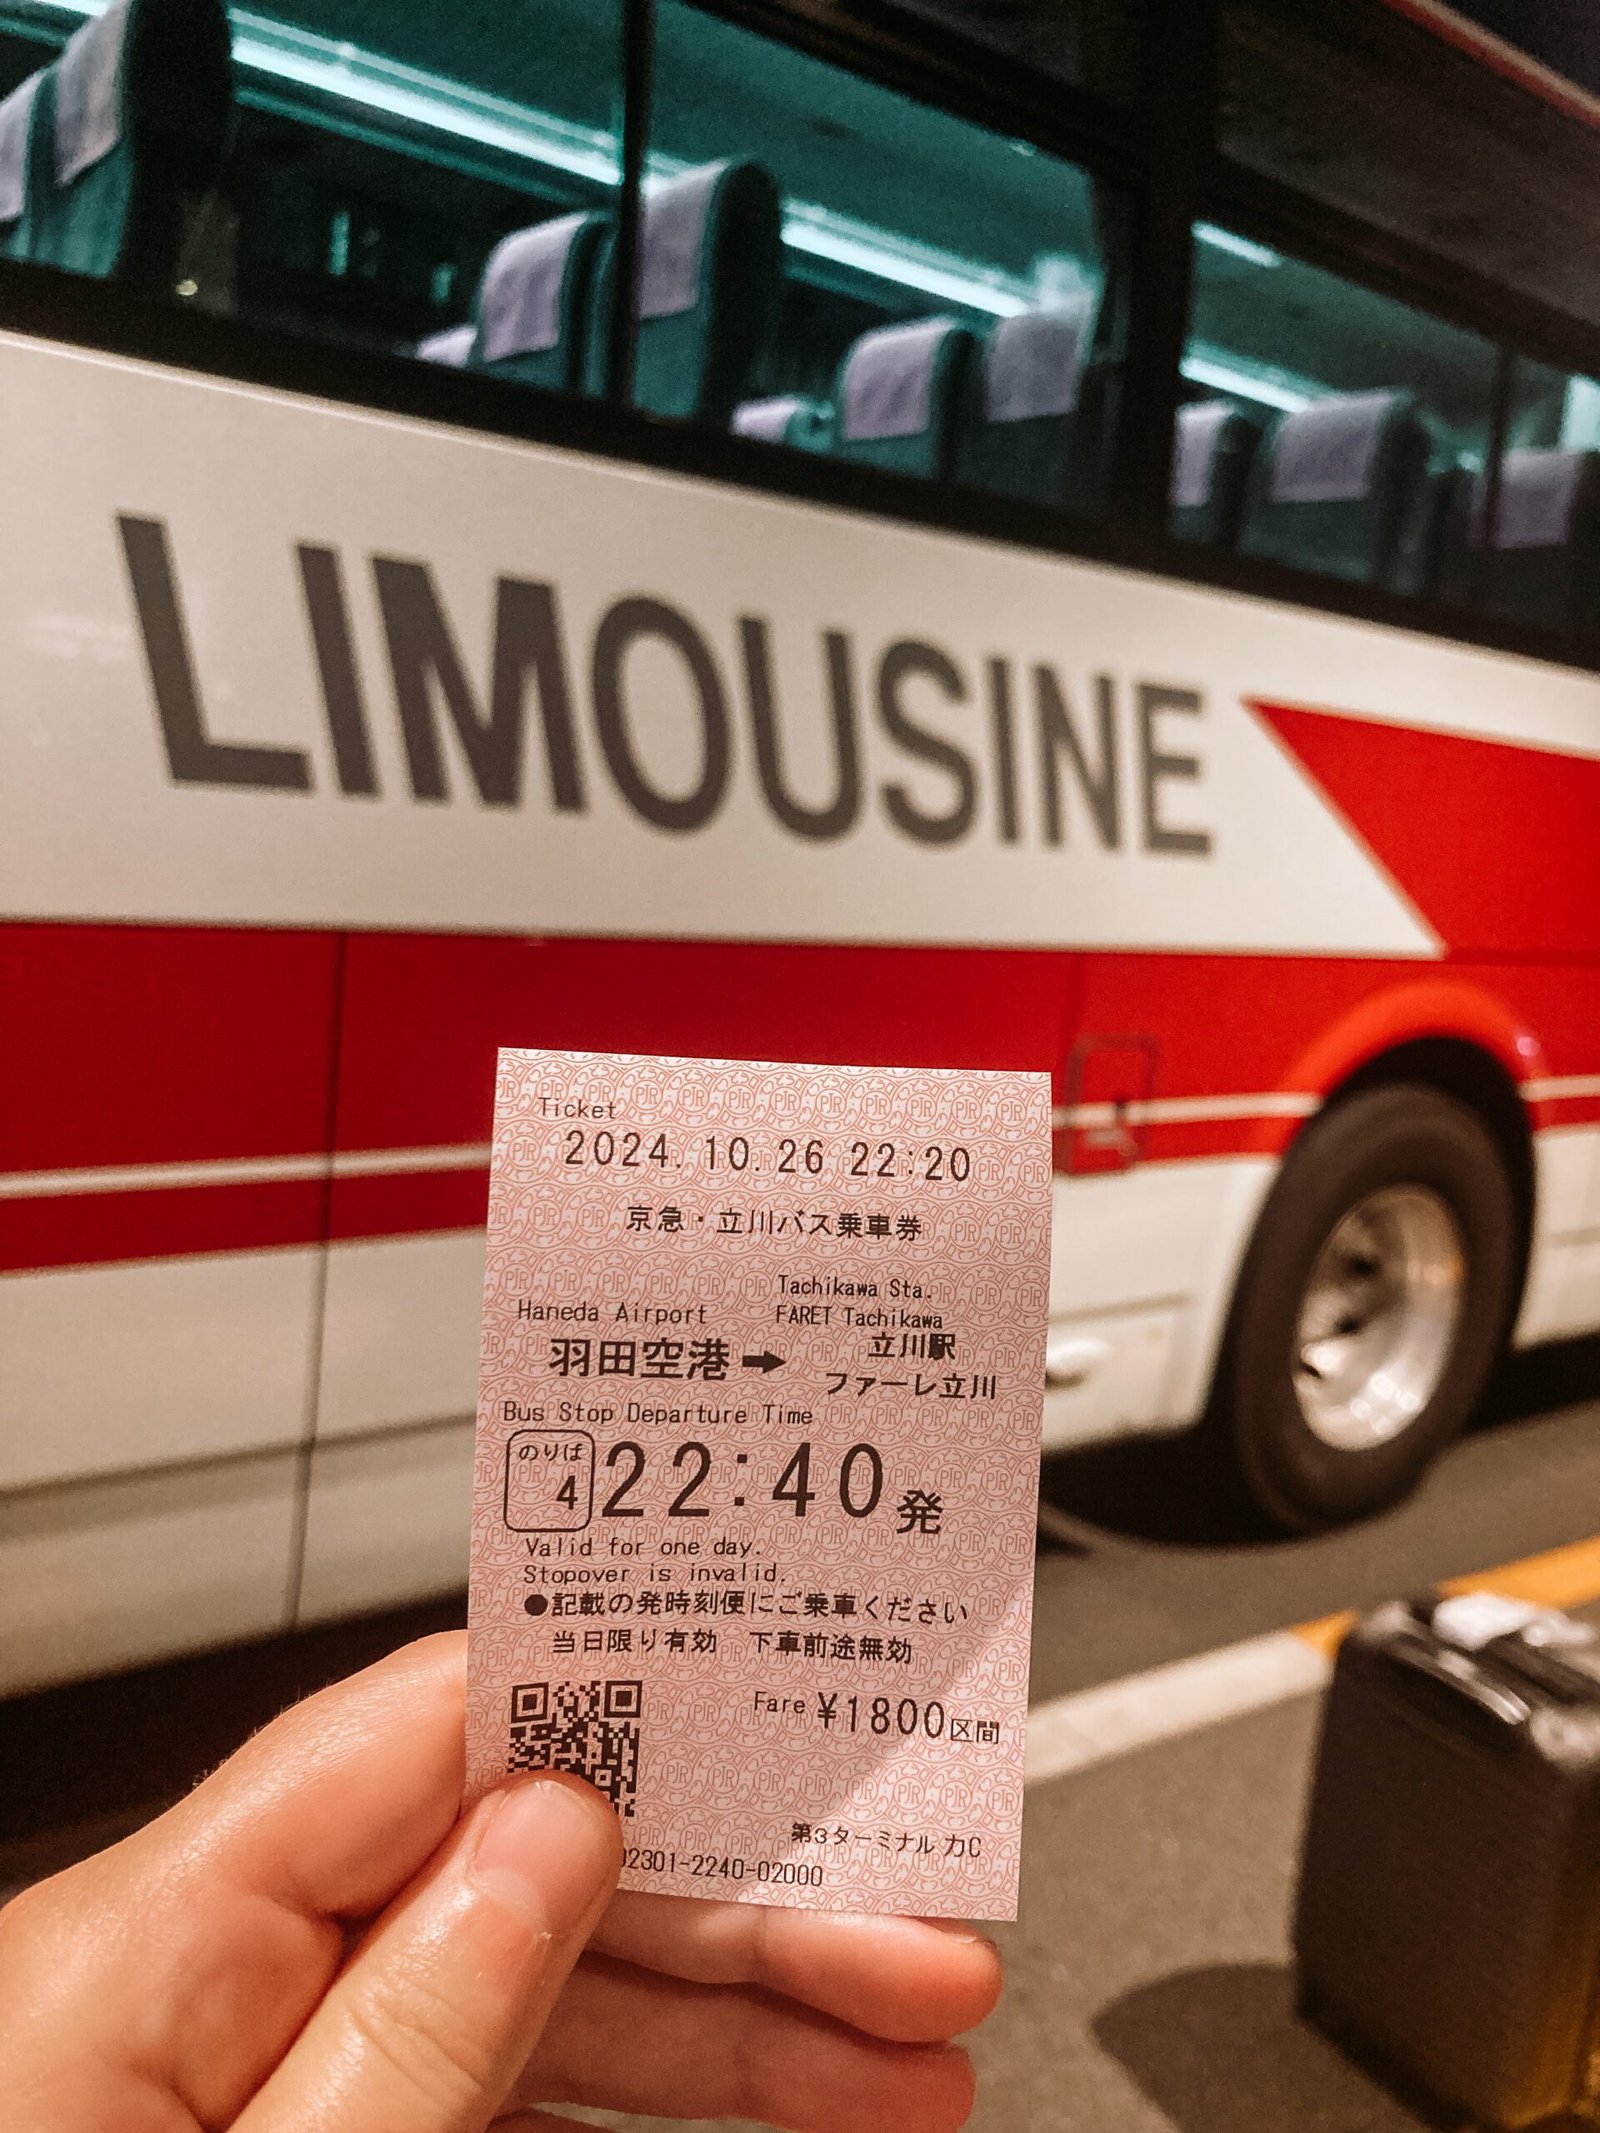 LIMOUSINE
Ticket
2024.10.26 22:20
京急・立川バス乗車券
Tachikawa Sta.
Haneda Airport FARET Tachikawa
羽田空港➡立川駅
ファーレ立川
Bus Stop Departure Time
のりば
4 22:40発
Valid for one day.
Stopover is invalid.
●記載の発時刻便にご乗車ください
当日限り有効 下車前途無効
Fare ¥1800区間
第3ターミナル カC
02301-2240-02000